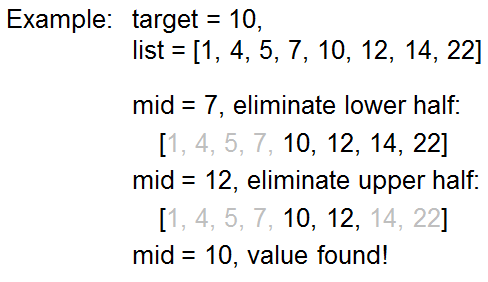 Example: target = 10,
list = [1, 4, 5, 7, 10, 12, 14, 22]
mid = 7, eliminate lower half:
[1, 4, 5, 7, 10, 12, 14, 22]
mid = 12, eliminate upper half:
[1, 4, 5, 7, 10, 12, 14, 22]
mid = 10, value found!